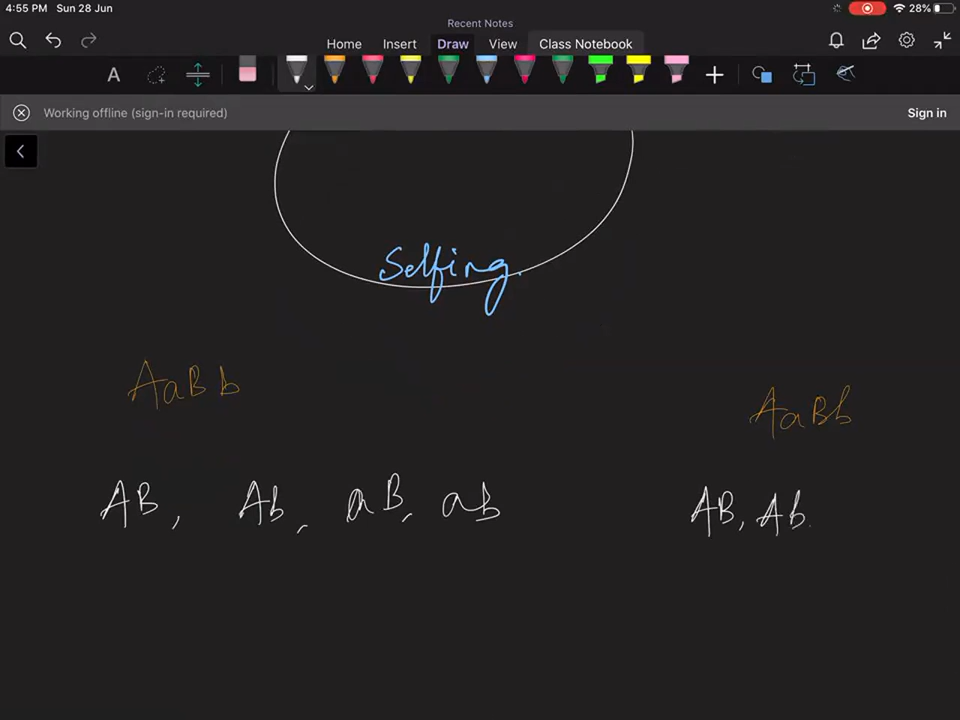 4:55 PM Sun 28 Jun 28%
Recent Notes
Home Insert Draw View Class Notebook
A
Working offline (sign-in required) Sign in
Selfing.
AaBb AaBb
AB, Ab, aB, ab AB, Ab.